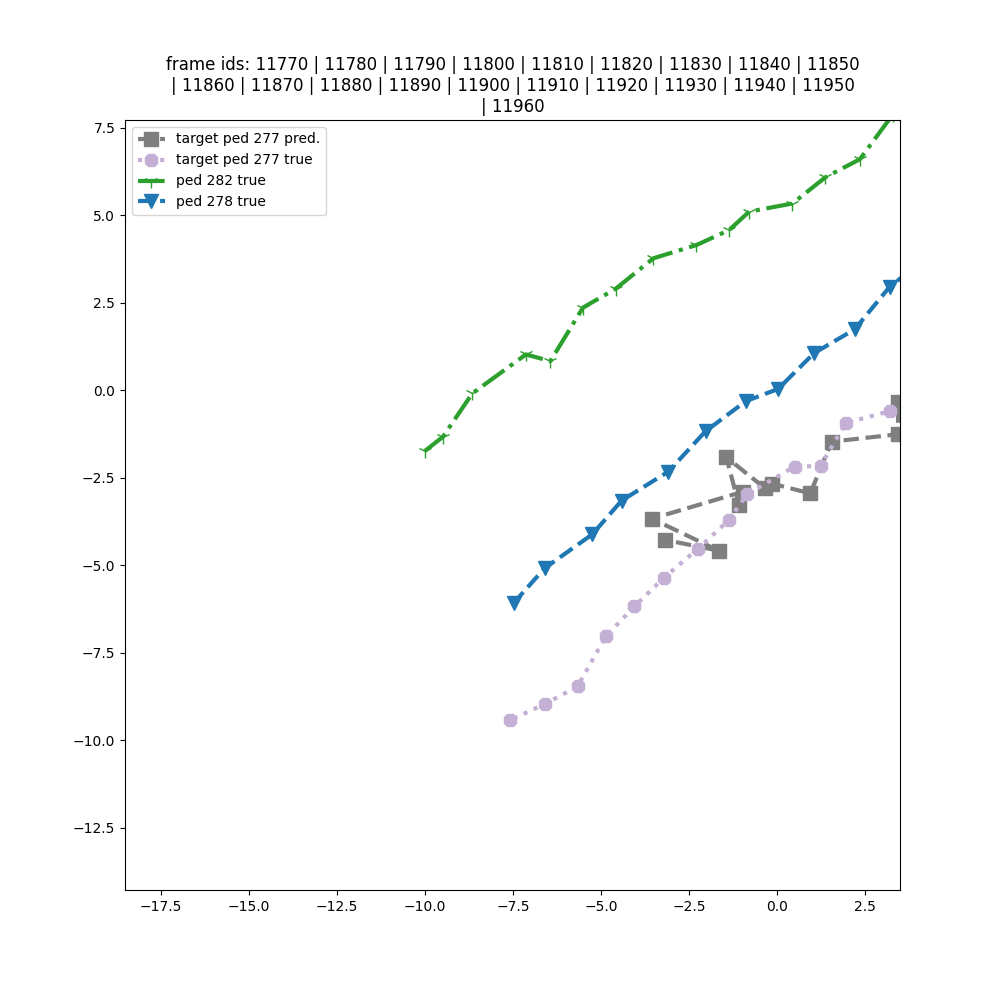 frame ids: 11770 | 11780 | 11790 | 11800 | 11810 | 11820 | 11830 | 11840 | 11850
| 11860 | 11870 | 11880 | 11890 | 11900 | 11910 | 11920 | 11930 | 11940 | 11950
| 11960
target ped 277 pred.
target ped 277 true
ped 282 true
ped 278 true
7.5
5.0
2.5
0.0
−2.5
−5.0
−7.5
−10.0
−12.5
−17.5 −15.0 −12.5 −10.0 −7.5 −5.0 −2.5 0.0 2.5